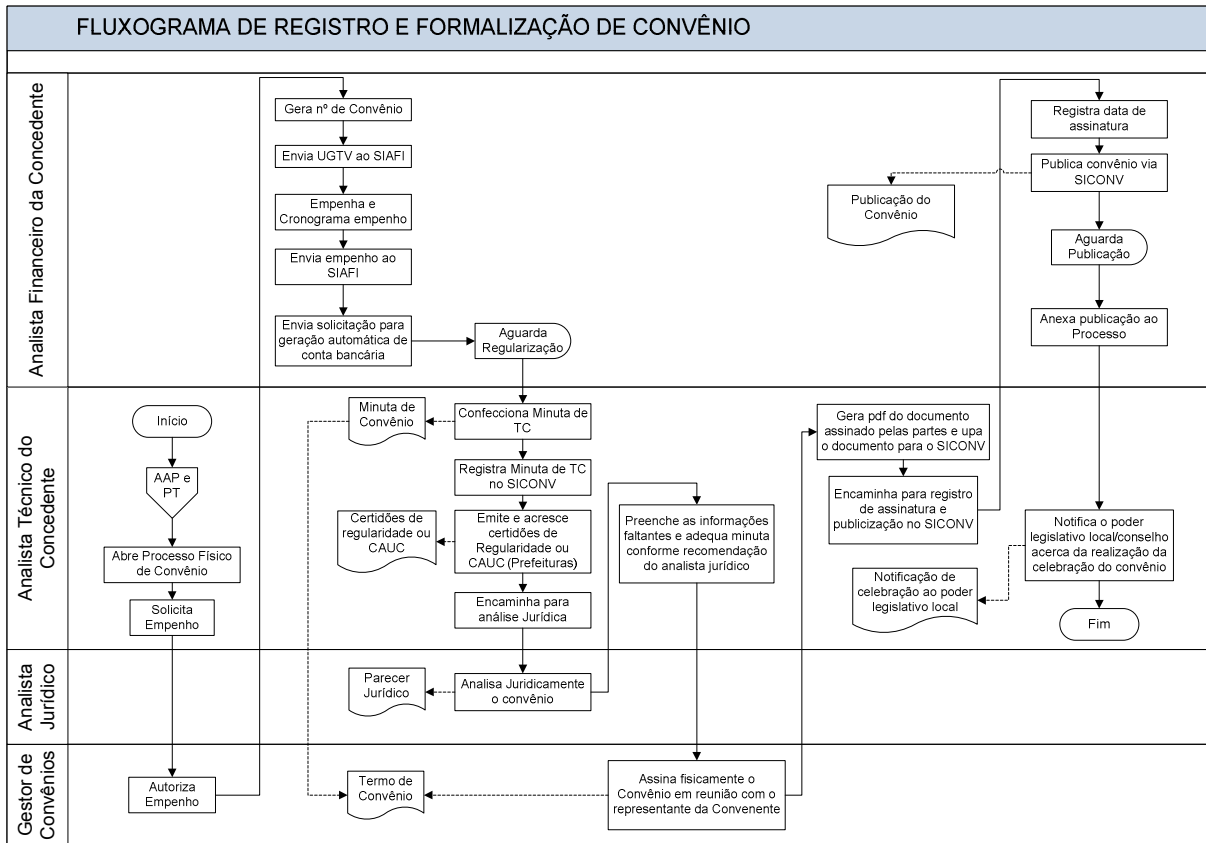 FLUXOGRAMA DE REGISTRO E FORMALIZAÇÃO DE CONVÊNIO
Analista Financeiro da Concedente
Gera nº de Convênio
Envia UGTV ao SIAFI
Empenha e
Cronograma empenho
Envia empenho ao
SIAFI
Envia solicitação para
geração automática de
conta bancária
Aguarda
Regularização
Registra data de
assinatura
Publica convênio via
SICONV
Publicação do
Convênio
Aguarda
Publicação
Anexa publicação ao
Processo
Analista Técnico do
Concedente
Início
AAP e
PT
Abre Processo Físico
de Convênio
Solicita
Empenho
Minuta de
Convênio
Confecciona Minuta de
TC
Registra Minuta de TC
no SICONV
Certidões de
regularidade ou
CAUC
Emite e acresce
certidões de
Regularidade ou
CAUC (Prefeituras)
Encaminha para
análise Jurídica
Preenche as informações
faltantes e adequa minuta
conforme recomendação
do analista jurídico
Gera pdf do documento
assinado pelas partes e upa
o documento para o SICONV
Encaminha para registro
de assinatura e
publicização no SICONV
Notifica o poder
legislativo local/conselho
acerca da realização da
celebração do convênio
Notificação de
celebração ao poder
legislativo local
Fim
Analista
Jurídico
Parecer
Jurídico
Analisa Juridicamente
o convênio
Gestor de
Convênios
Autoriza
Empenho
Termo de
Convênio
Assina fisicamente o
Convênio em reunião com o
representante da Convenente